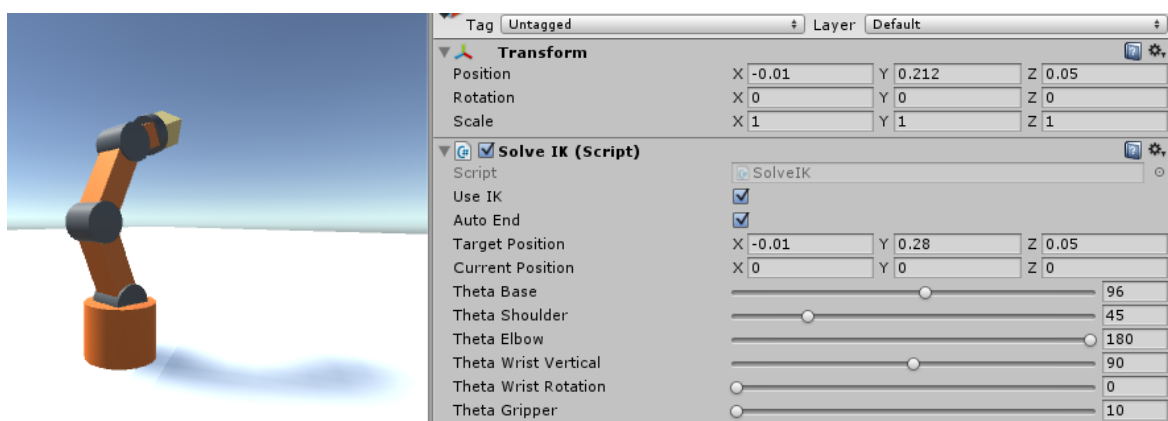 Tag Untagged Layer Default
Transform
Position X -0.01 Y 0.212 Z 0.05
Rotation X 0 Y 0 Z 0
Scale X 1 Y 1 Z 1
C# Solve IK (Script)
Script SolveIK
Use IK
Auto End
Target Position X -0.01 Y 0.28 Z 0.05
Current Position X 0 Y 0 Z 0
Theta Base 96
Theta Shoulder 45
Theta Elbow 180
Theta Wrist Vertical 90
Theta Wrist Rotation 0
Theta Gripper 10